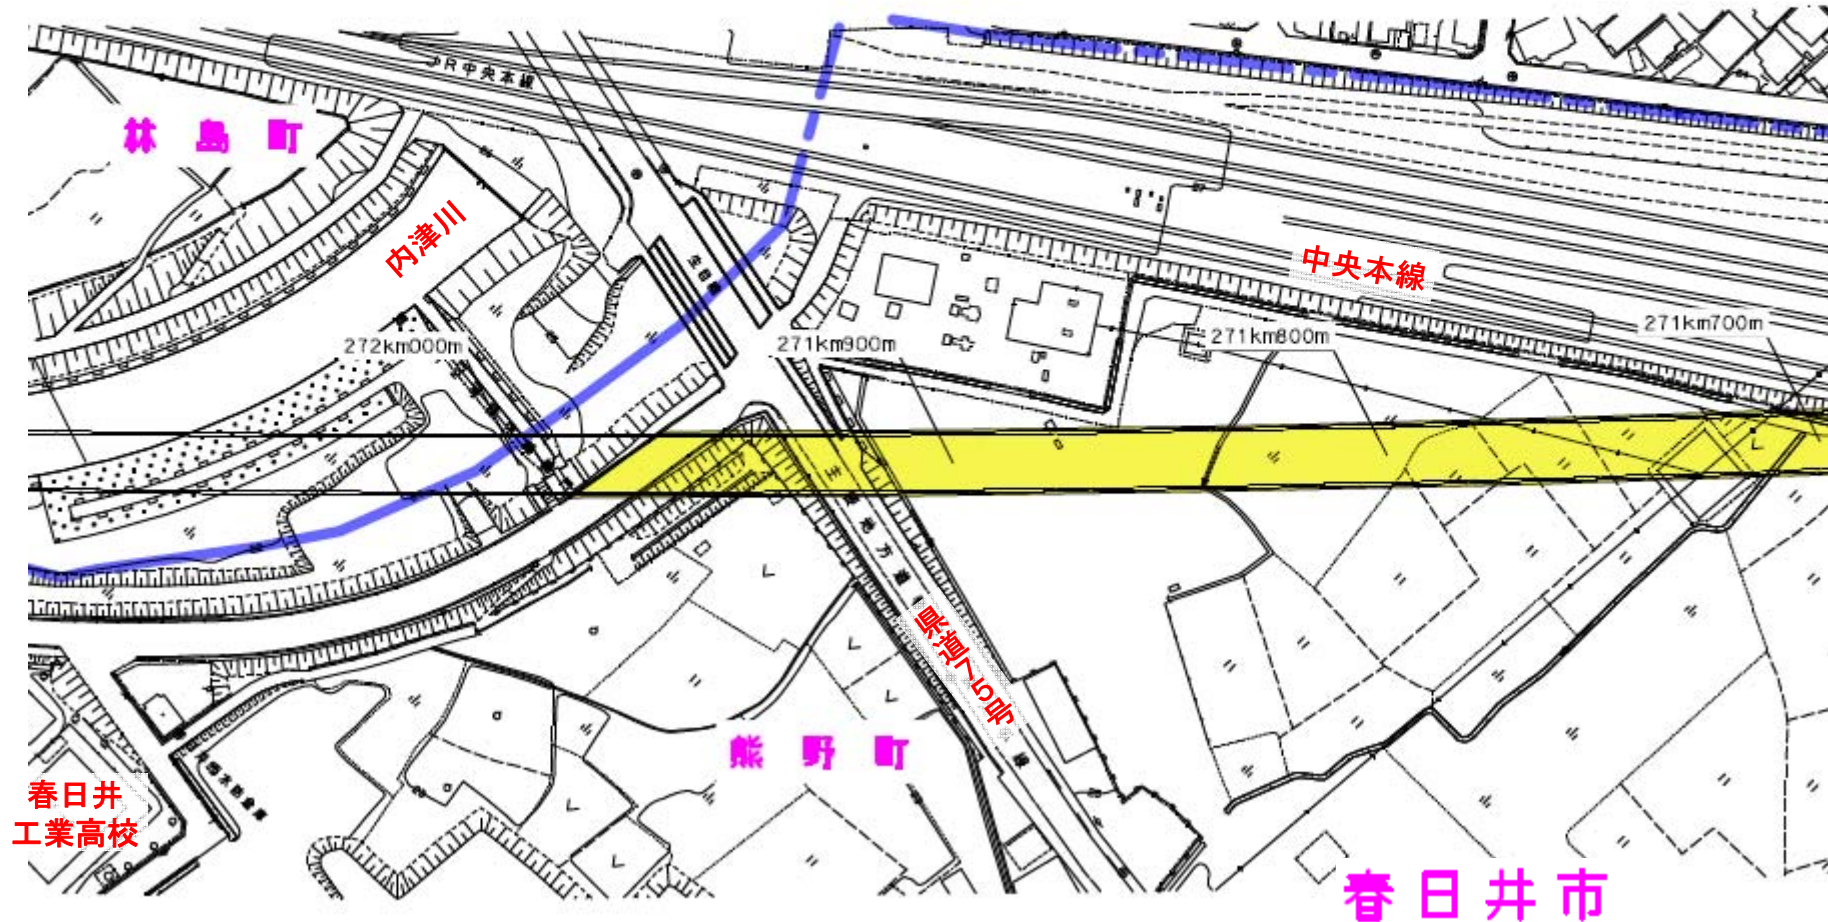 JR中央本線
林島町
内津川
中央本線
272km000m
271km900m
271km800m
271km700m
県道75号
熊野町
春日井
工業高校
春日井市